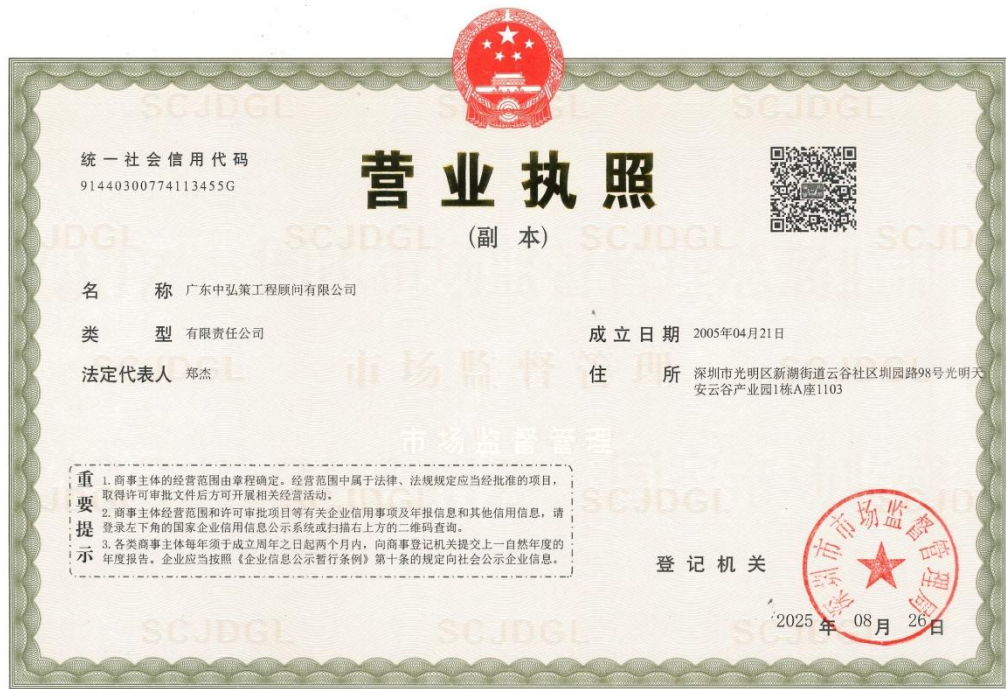 统一社会信用代码
91440300774113455G
营业执照
(副 本)
名 称 广东中弘策工程顾问有限公司
类 型 有限责任公司
法定代表人 郑杰
成立日期 2005年04月21日
住 所 深圳市光明区新湖街道云谷社区圳园路98号光明天
安云谷产业园1栋A座1103
重要提示
1. 商事主体的经营范围由章程确定。经营范围中属于法律、法规规定应当经批准的项目,
取得许可审批文件后方可开展相关经营活动。
2. 商事主体经营范围和许可审批项目等有关企业信用事项及年报信息和其他信用信息,请
登录左下角的国家企业信用信息公示系统或扫描右上方的二维码查询。
3. 各类商事主体每年须于成立周年之日起两个月内,向商事登记机关提交上一自然年度的
年度报告。企业应当按照《企业信息公示暂行条例》第十条的规定向社会公示企业信息。
登记机关
深圳市市场监督管理局
2025 年 08 月 26 日
SCJDGL
市场监督管理
市场监督管理